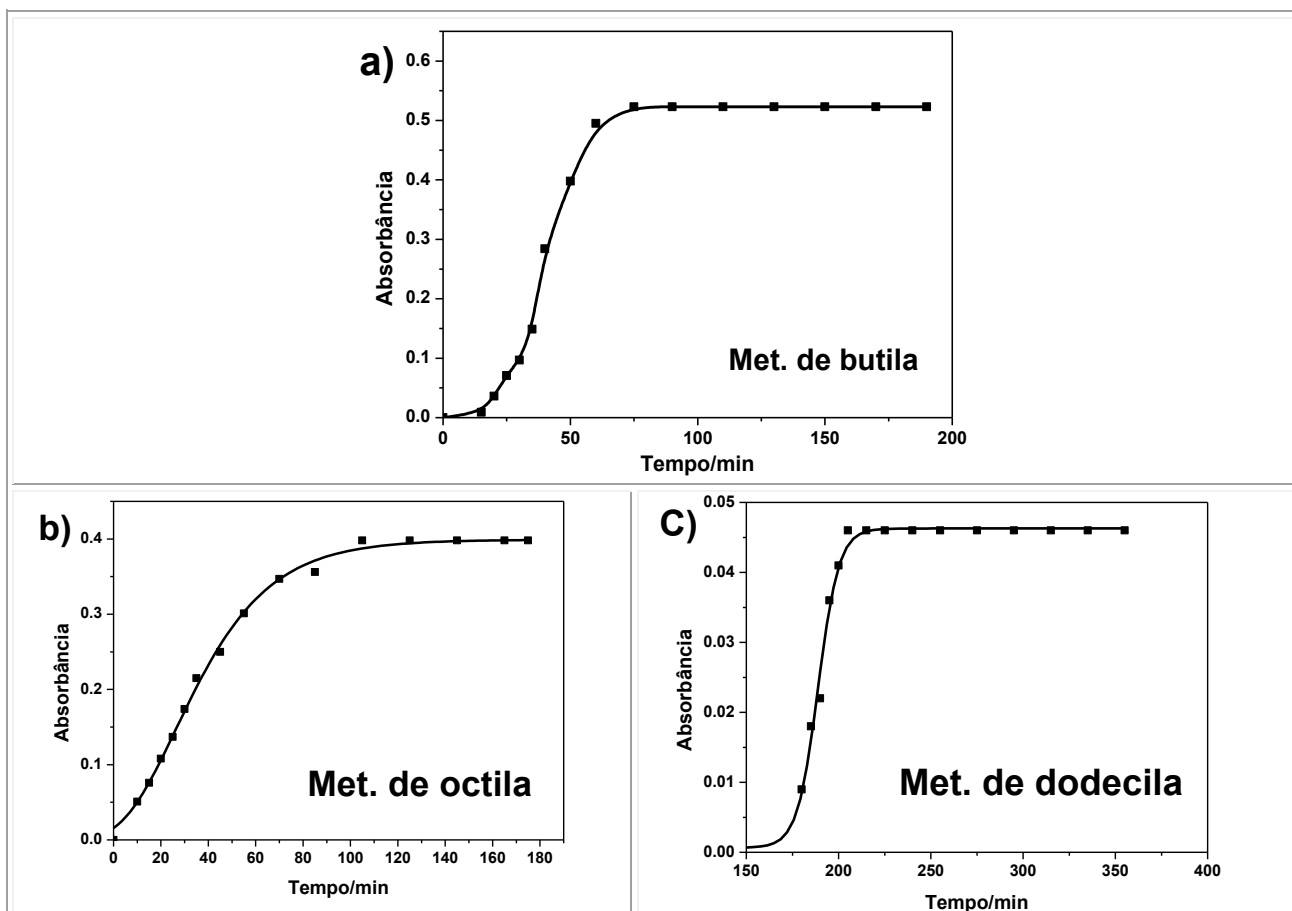 a)
0.6
0.5
0.4
0.3
0.2
0.1
0.0
Absorbância
Met. de butila
0 50 100 150 200
Tempo/min
b)
0.4
0.3
0.2
0.1
0.0
Absorbância
Met. de octila
0 20 40 60 80 100 120 140 160 180
Tempo/min
C)
0.05
0.04
0.03
0.02
0.01
0.00
Absorbância
Met. de dodecila
150 200 250 300 350 400
Tempo/min